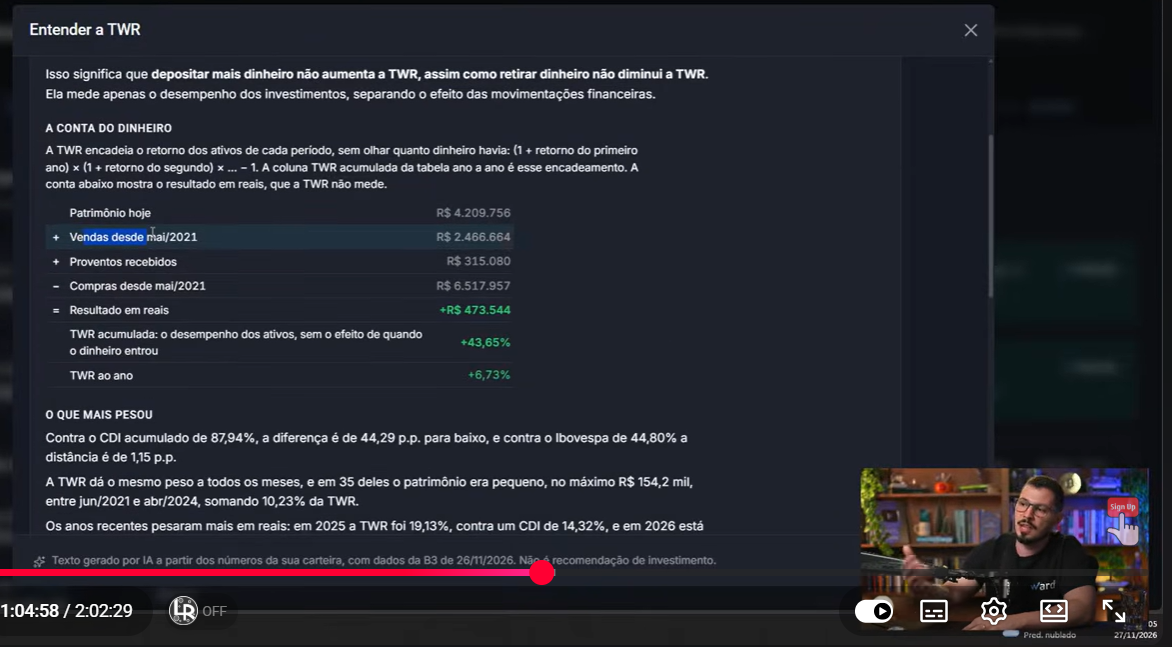 Entender a TWR
Isso significa que depositar mais dinheiro não aumenta a TWR, assim como retirar dinheiro não diminui a TWR.
Ela mede apenas o desempenho dos investimentos, separando o efeito das movimentações financeiras.
A CONTA DO DINHEIRO
A TWR encadeia o retorno dos ativos de cada período, sem olhar quanto dinheiro havia: (1 + retorno do primeiro
ano) × (1 + retorno do segundo) × ... − 1. A coluna TWR acumulada da tabela ano a ano é esse encadeamento. A
conta abaixo mostra o resultado em reais, que a TWR não mede.
Patrimônio hoje R$ 4.209.756
+ Vendas desde mai/2021 R$ 2.466.664
+ Proventos recebidos R$ 315.080
− Compras desde mai/2021 R$ 6.517.957
= Resultado em reais +R$ 473.544
TWR acumulada: o desempenho dos ativos, sem o efeito de quando
o dinheiro entrou +43,65%
TWR ao ano +6,73%
O QUE MAIS PESOU
Contra o CDI acumulado de 87,94%, a diferença é de 44,29 p.p. para baixo, e contra o Ibovespa de 44,80% a
distância é de 1,15 p.p.
A TWR dá o mesmo peso a todos os meses, e em 35 deles o patrimônio era pequeno, no máximo R$ 154,2 mil,
entre jun/2021 e abr/2024, somando 10,23% da TWR.
Os anos recentes pesaram mais em reais: em 2025 a TWR foi 19,13%, contra um CDI de 14,32%, e em 2026 está
Texto gerado por IA a partir dos números da sua carteira, com dados da B3 de 26/11/2026. Não é recomendação de investimento.
Sign Up
1:04:58 / 2:02:29
LR OFF
05
Pred. nublado 27/11/2026